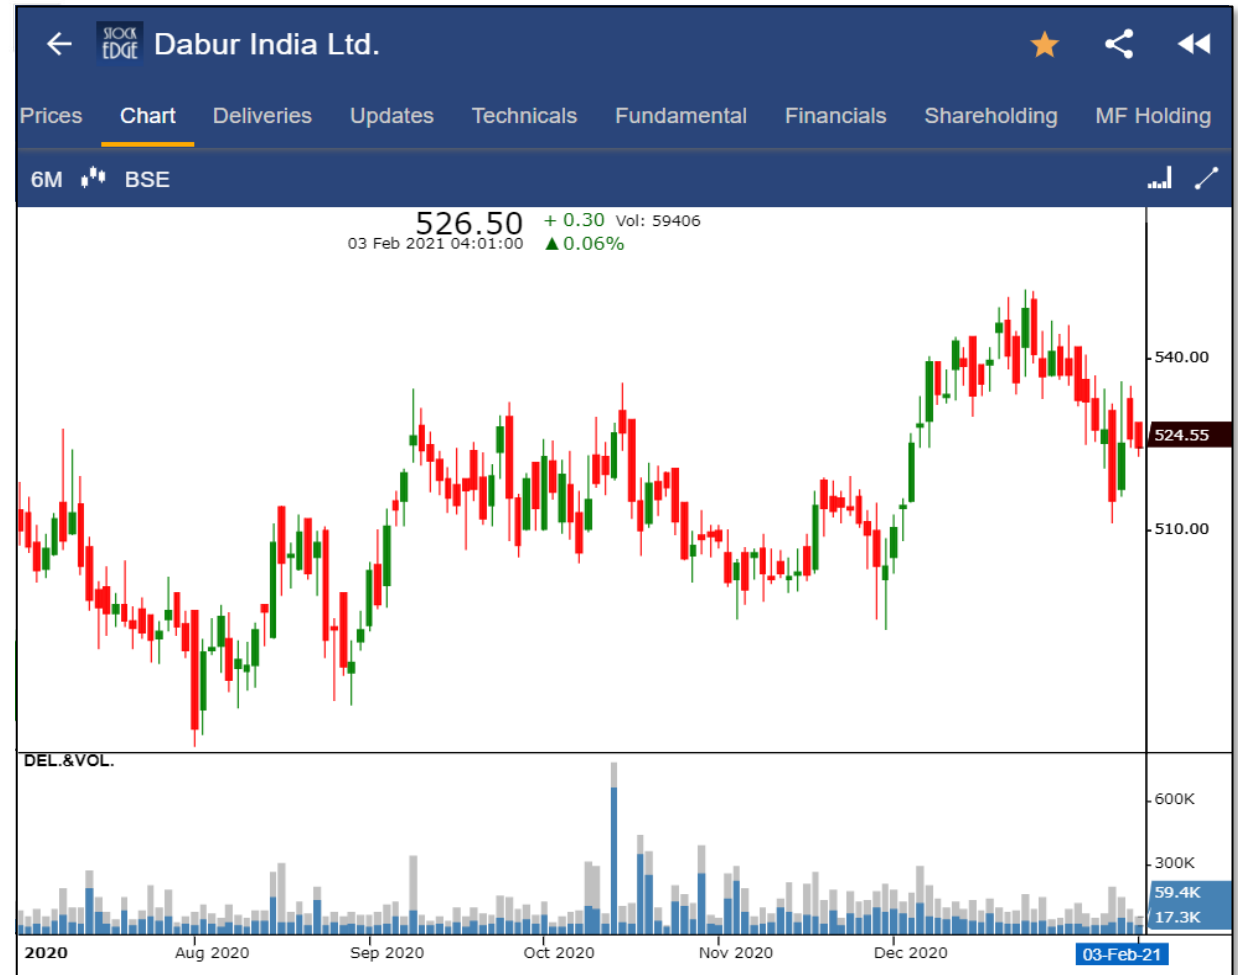 STOCK
EDGE
Dabur India Ltd.
Prices Chart Deliveries Updates Technicals Fundamental Financials Shareholding MF Holding
6M BSE
526.50 + 0.30 Vol: 59406
03 Feb 2021 04:01:00 ▲0.06%
540.00
524.55
510.00
DEL.&VOL.
600K
300K
59.4K
17.3K
2020 Aug 2020 Sep 2020 Oct 2020 Nov 2020 Dec 2020 03-Feb-21